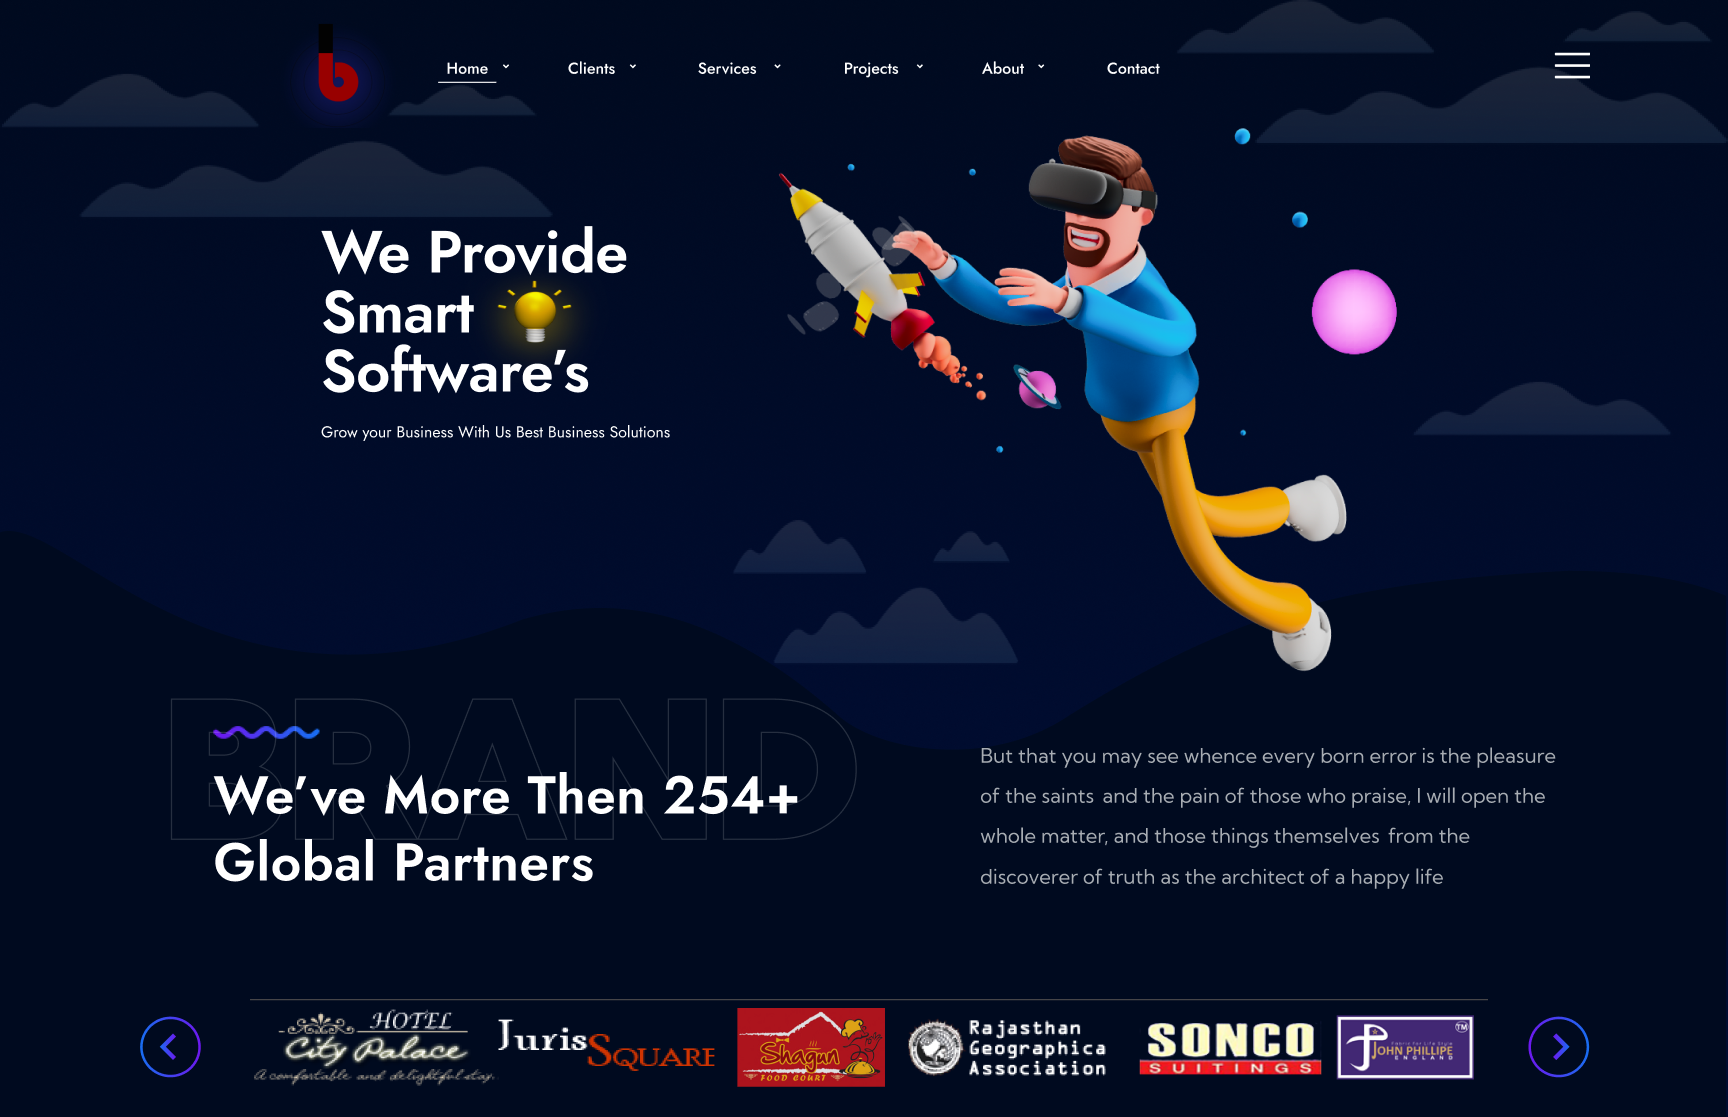 b
Home Clients Services Projects About Contact
We Provide
Smart
Software's
Grow your Business With Us Best Business Solutions
BRAND
We've More Then 254+
Global Partners
But that you may see whence every born error is the pleasure
of the saints and the pain of those who praise, I will open the
whole matter, and those things themselves from the
discoverer of truth as the architect of a happy life
HOTEL
City Palace
A comfortable and delightful stay.
Juris SQUARE
Shagun
FOOD COURT
Rajasthan
Geographica
Association
SONCO
SUITINGS
TM
JOHN PHILLIPE
ENGLAND